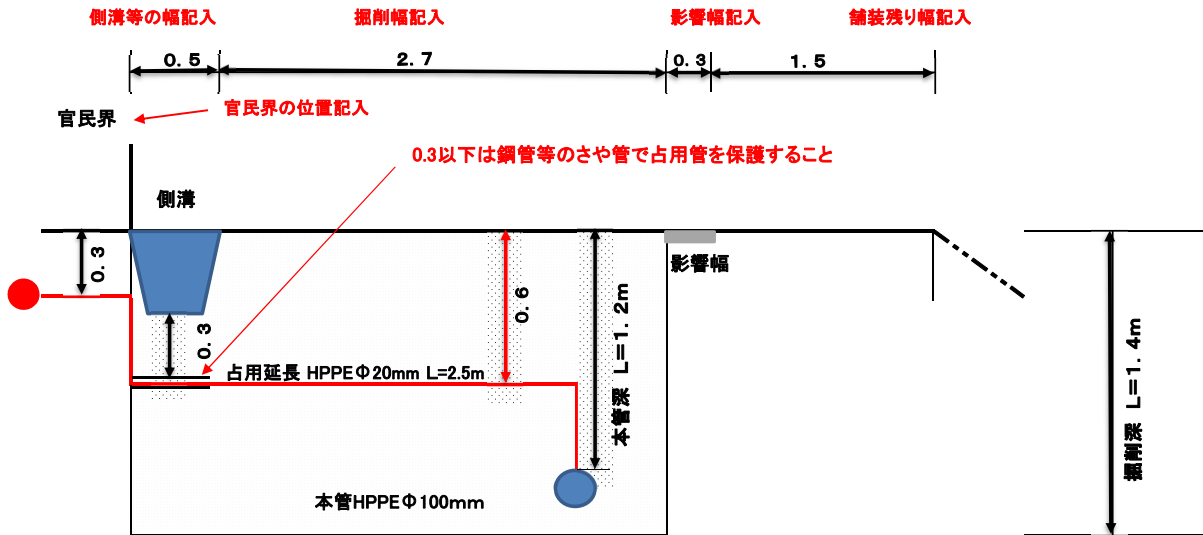 側溝等の幅記入
掘削幅記入
影響幅記入
舗装残り幅記入
0.5
2.7
0.3
1.5
官民界
官民界の位置記入
0.3以下は鋼管等のさや管で占用管を保護すること
側溝
0.3
影響幅
0.6
0.3
占用延長 HPPEΦ20mm L=2.5m
本管深 L=1.2m
掘削深 L=1.4m
本管HPPEΦ100mm